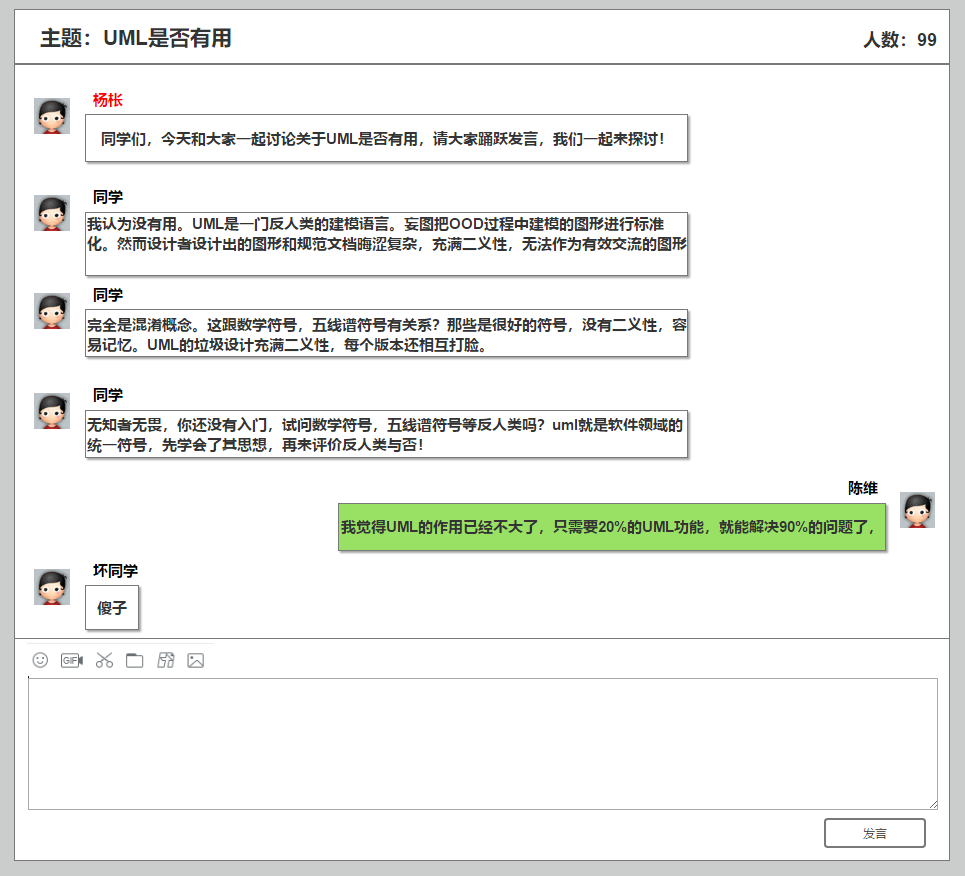 主题：UML是否有用
人数：99
杨枨
同学们，今天和大家一起讨论关于UML是否有用，请大家踊跃发言，我们一起来探讨！
同学
我认为没有用。UML是一门反人类的建模语言。妄图把OOD过程中建模的图形进行标准
化。然而设计者设计出的图形和规范文档晦涩复杂，充满二义性，无法作为有效交流的图形
同学
完全是混淆概念。这跟数学符号，五线谱符号有关系？那些是很好的符号，没有二义性，容
易记忆。UML的垃圾设计充满二义性，每个版本还相互打脸。
同学
无知者无畏，你还没有入门，试问数学符号，五线谱符号等反人类吗？uml就是软件领域的
统一符号，先学会了其思想，再来评价反人类与否！
陈维
我觉得UML的作用已经不大了，只需要20%的UML功能，就能解决90%的问题了，
坏同学
傻子
GIF
发言